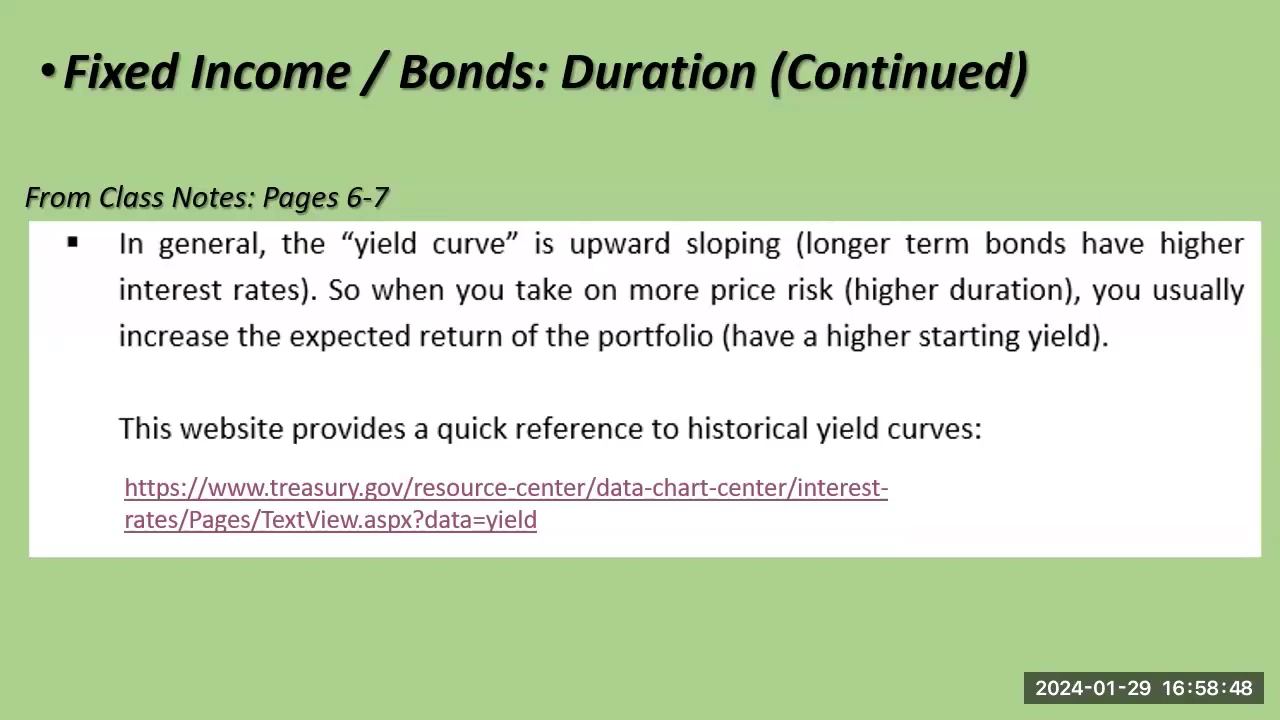 •Fixed Income / Bonds: Duration (Continued)
From Class Notes: Pages 6-7
▪ In general, the “yield curve” is upward sloping (longer term bonds have higher
interest rates). So when you take on more price risk (higher duration), you usually
increase the expected return of the portfolio (have a higher starting yield).
This website provides a quick reference to historical yield curves:
https://www.treasury.gov/resource-center/data-chart-center/interest-
rates/Pages/TextView.aspx?data=yield
2024-01-29 16:58:48